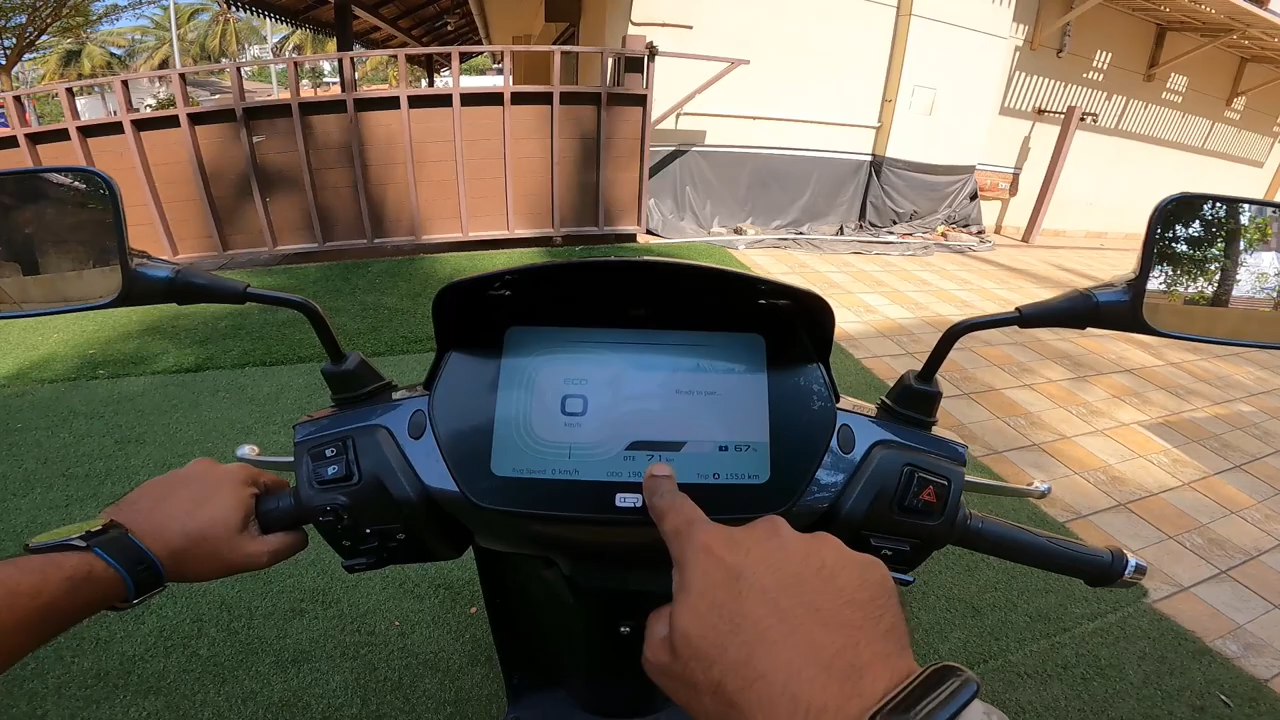 ECO
0
km/h
Ready to pair...
67%
DTE 71 km
Avg Speed: 0 km/h
ODO 190
Trip A 155.0 km